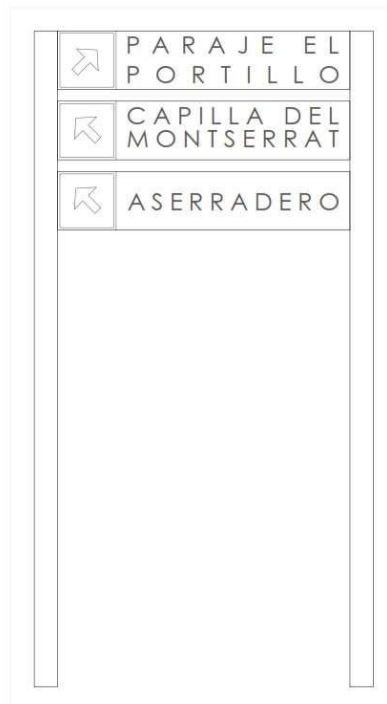 PARAJE EL
PORTILLO
CAPILLA DEL
MONTSERRAT
ASERRADERO